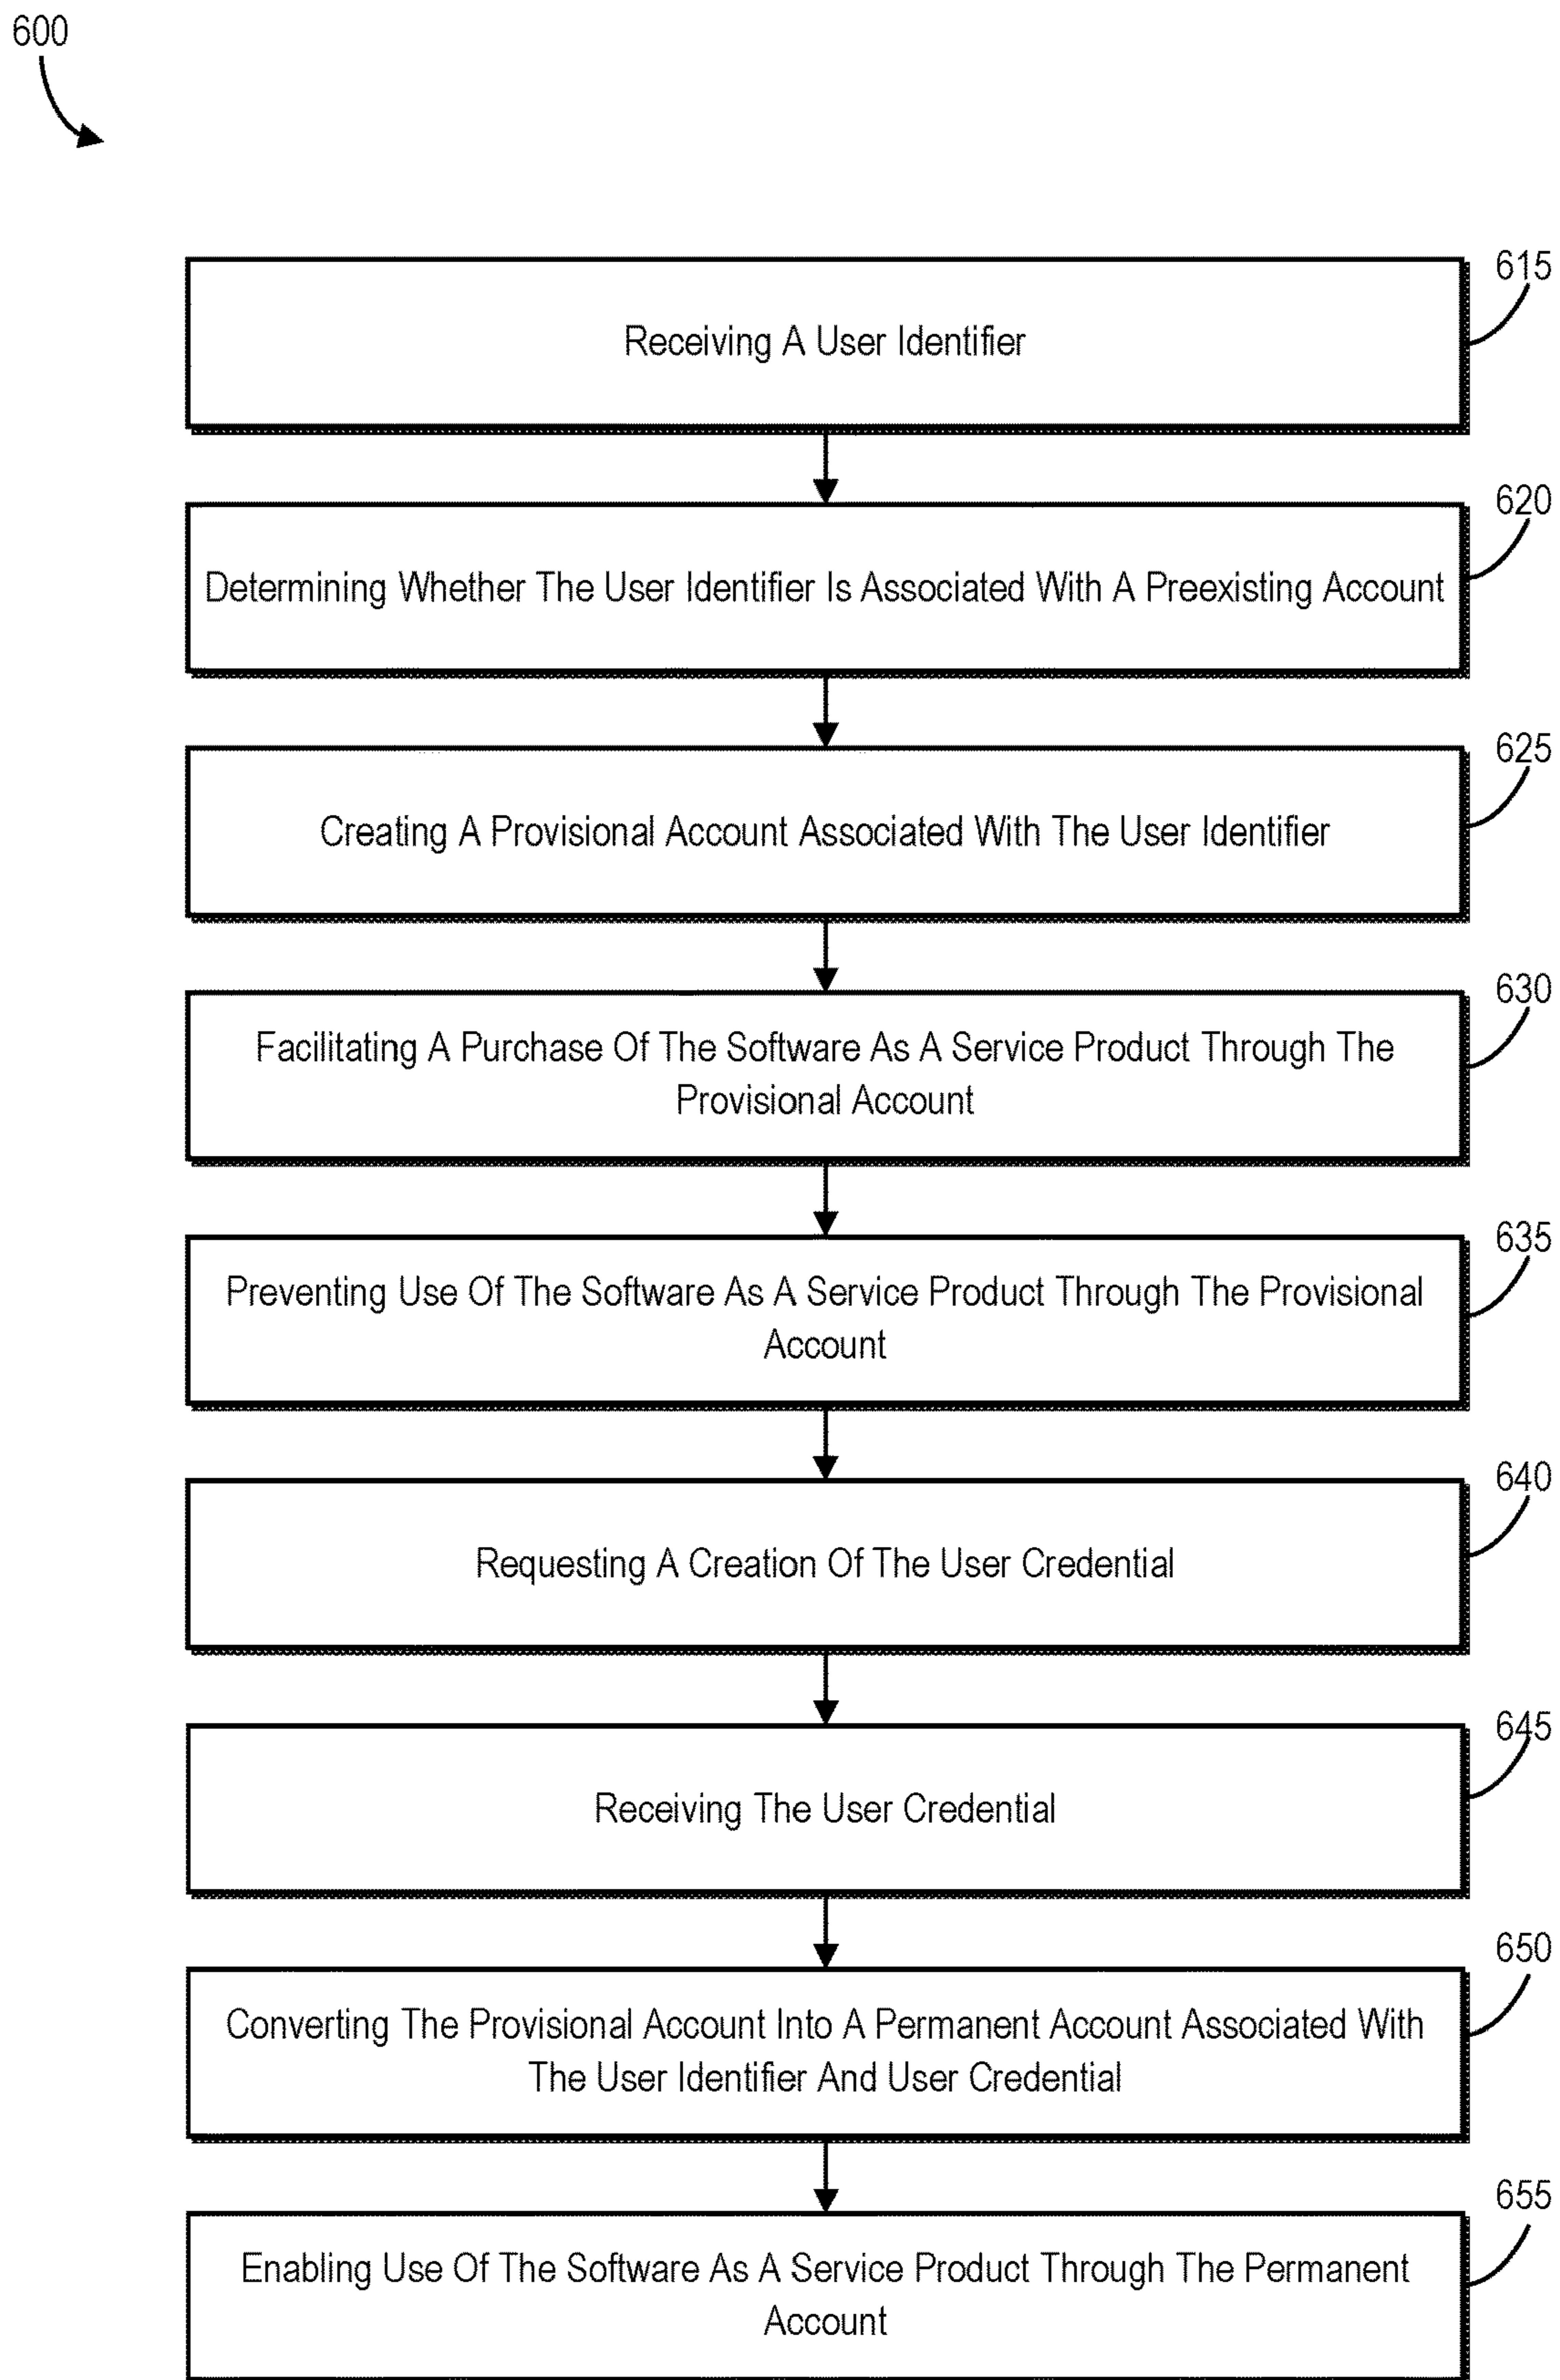 600
615
Receiving A User Identifier
620
Determining Whether The User Identifier Is Associated With A Preexisting Account
625
Creating A Provisional Account Associated With The User Identifier
630
Facilitating A Purchase Of The Software As A Service Product Through The
Provisional Account
635
Preventing Use Of The Software As A Service Product Through The Provisional
Account
640
Requesting A Creation Of The User Credential
645
Receiving The User Credential
650
Converting The Provisional Account Into A Permanent Account Associated With
The User Identifier And User Credential
655
Enabling Use Of The Software As A Service Product Through The Permanent
Account